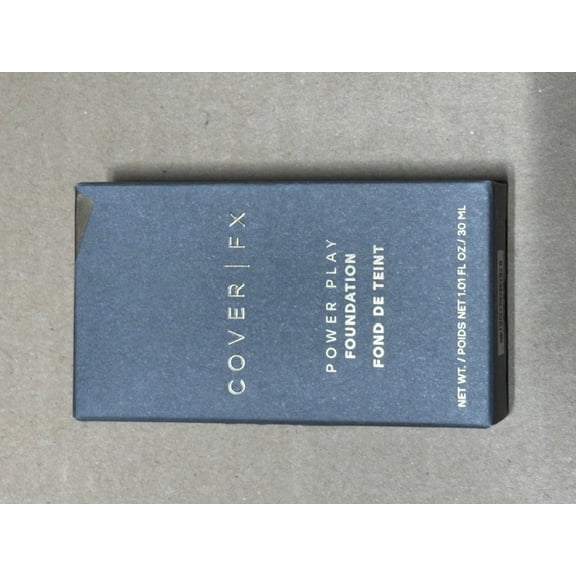 COVER|FX
POWER PLAY
FOUNDATION
FOND DE TEINT
NET WT. / POIDS NET 1.01 FL OZ./ 30 ML